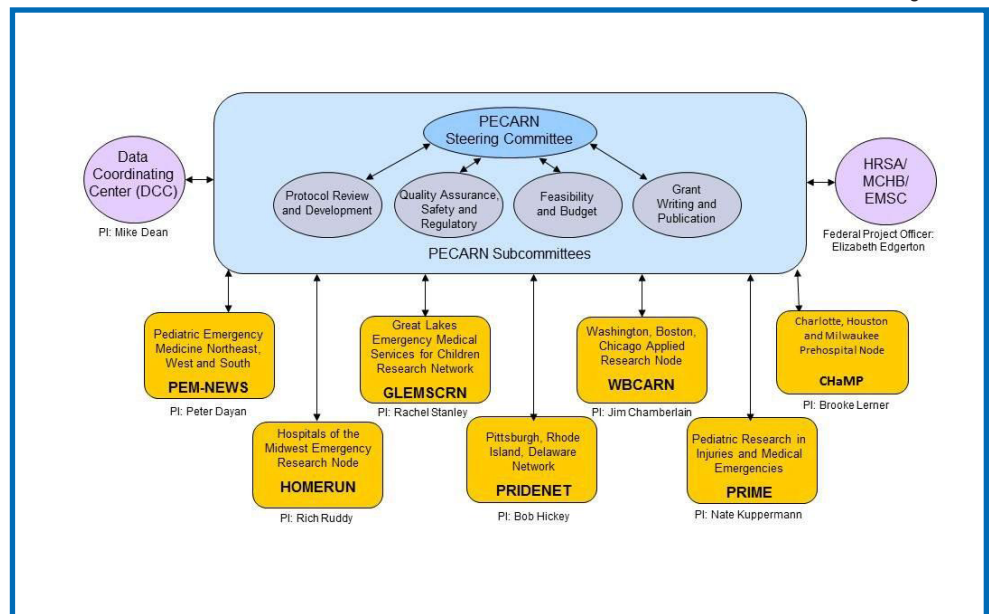 PECARN
Steering Committee
Data
Coordinating
Center (DCC)
PI: Mike Dean
Protocol Review
and Development
Quality Assurance,
Safety and
Regulatory
Feasibility
and Budget
Grant
Writing and
Publication
HRSA/
MCHB/
EMSC
Federal Project Officer:
Elizabeth Edgerton
PECARN Subcommittees
Pediatric Emergency
Medicine Northeast,
West and South
PEM-NEWS
PI: Peter Dayan
Great Lakes
Emergency Medical
Services for Children
Research Network
GLEMSCRN
PI: Rachel Stanley
Washington, Boston,
Chicago Applied
Research Node
WBCARN
PI: Jim Chamberlain
Charlotte, Houston
and Milwaukee
Prehospital Node
CHaMP
PI: Brooke Lerner
Hospitals of the
Midwest Emergency
Research Node
HOMERUN
PI: Rich Ruddy
Pittsburgh, Rhode
Island, Delaware
Network
PRIDENET
PI: Bob Hickey
Pediatric Research in
Injuries and Medical
Emergencies
PRIME
PI: Nate Kuppermann